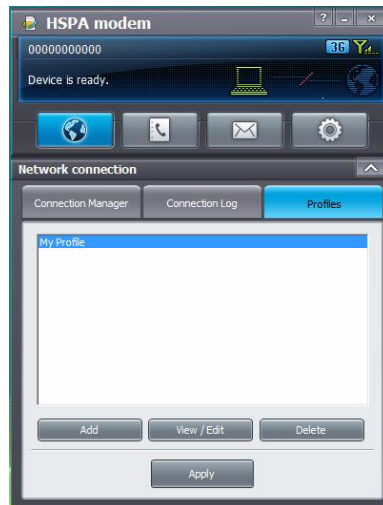 HSPA modem
? - ×
00000000000
3G
Device is ready.
Network connection
Connection Manager
Connection Log
Profiles
My Profile
Add
View / Edit
Delete
Apply